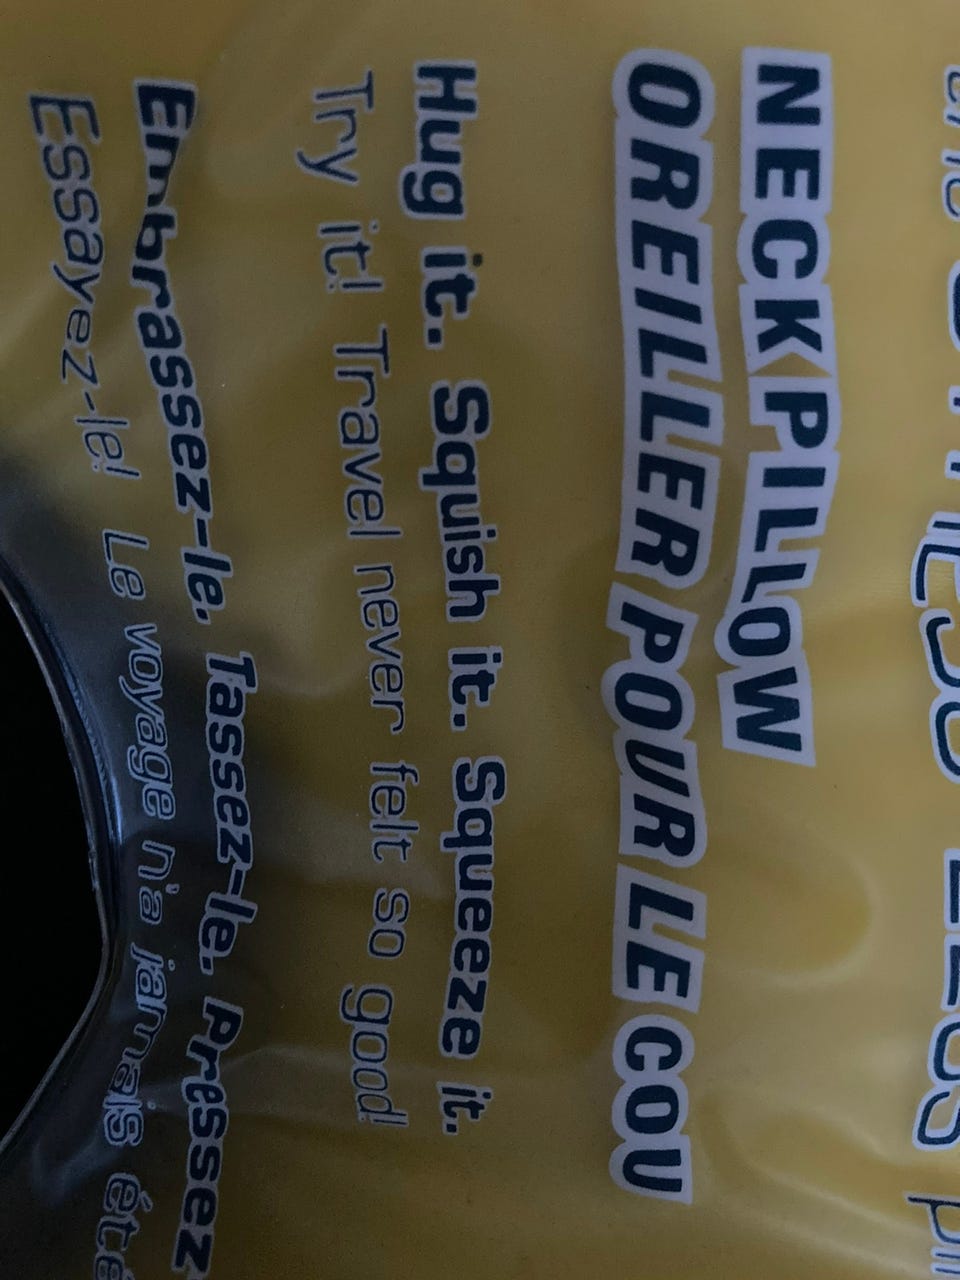 NECK PILLOW
OREILLER POUR LE COU
Hug it. Squish it. Squeeze it.
Try it! Travel never felt so good!
Embrassez-le. Tassez-le. Pressez
Essayez-le! Le voyage n'a jamais été